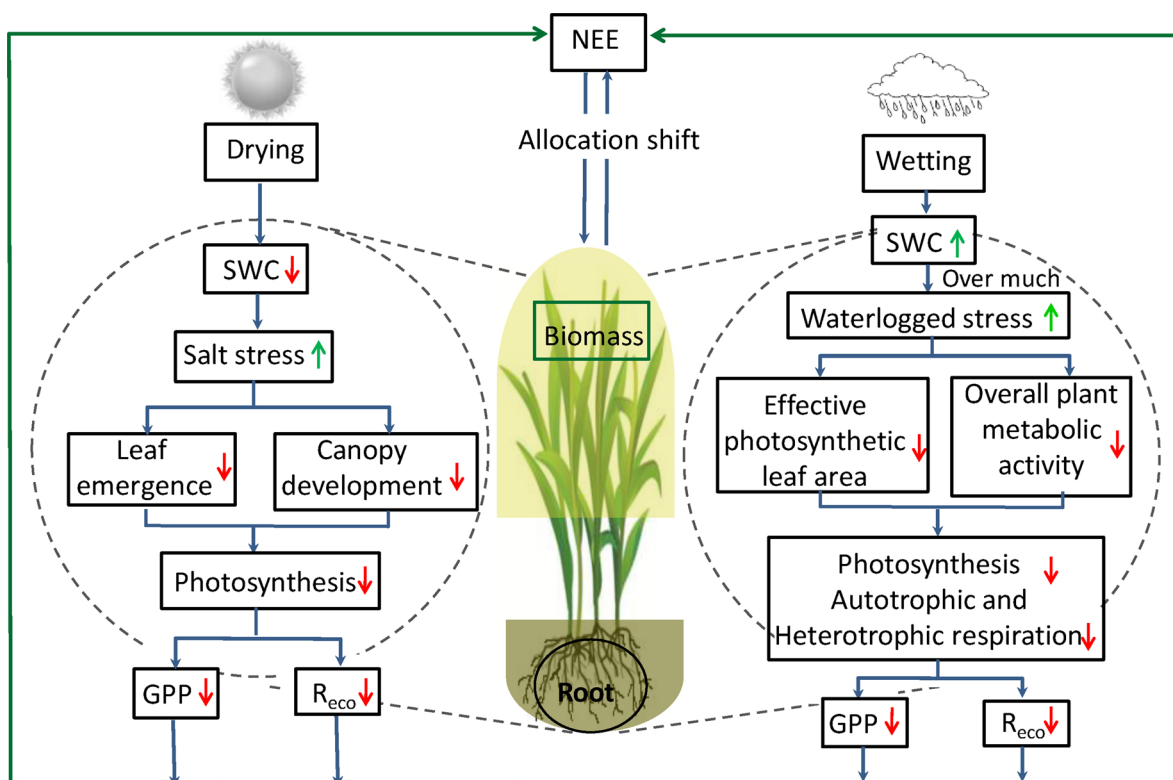 NEE
Allocation shift
Drying
SWC
Salt stress
Leaf
emergence
Canopy
development
Photosynthesis
GPP
Reco
Biomass
Root
Wetting
SWC
Over much
Waterlogged stress
Effective
photosynthetic
leaf area
Overall plant
metabolic
activity
Photosynthesis
Autotrophic and
Heterotrophic respiration
GPP
Reco